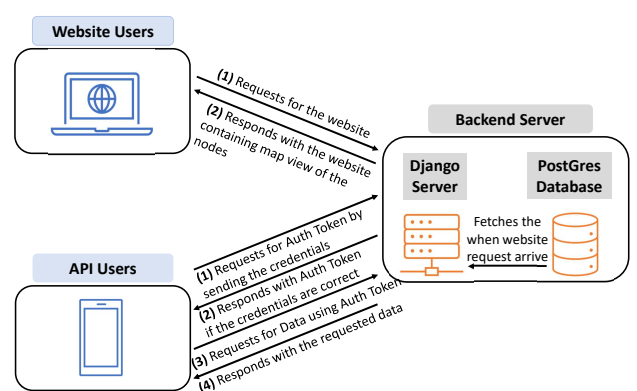 Website Users
(1) Requests for the website
(2) Responds with the website
containing map view of the
nodes
Backend Server
Django
Server
PostGres
Database
Fetches the
when website
request arrive
API Users
(1) Requests for Auth Token by
sending the credentials
(2) Responds with Auth Token
if the credentials are correct
(3) Requests for Data using Auth Token
(4) Responds with the requested data